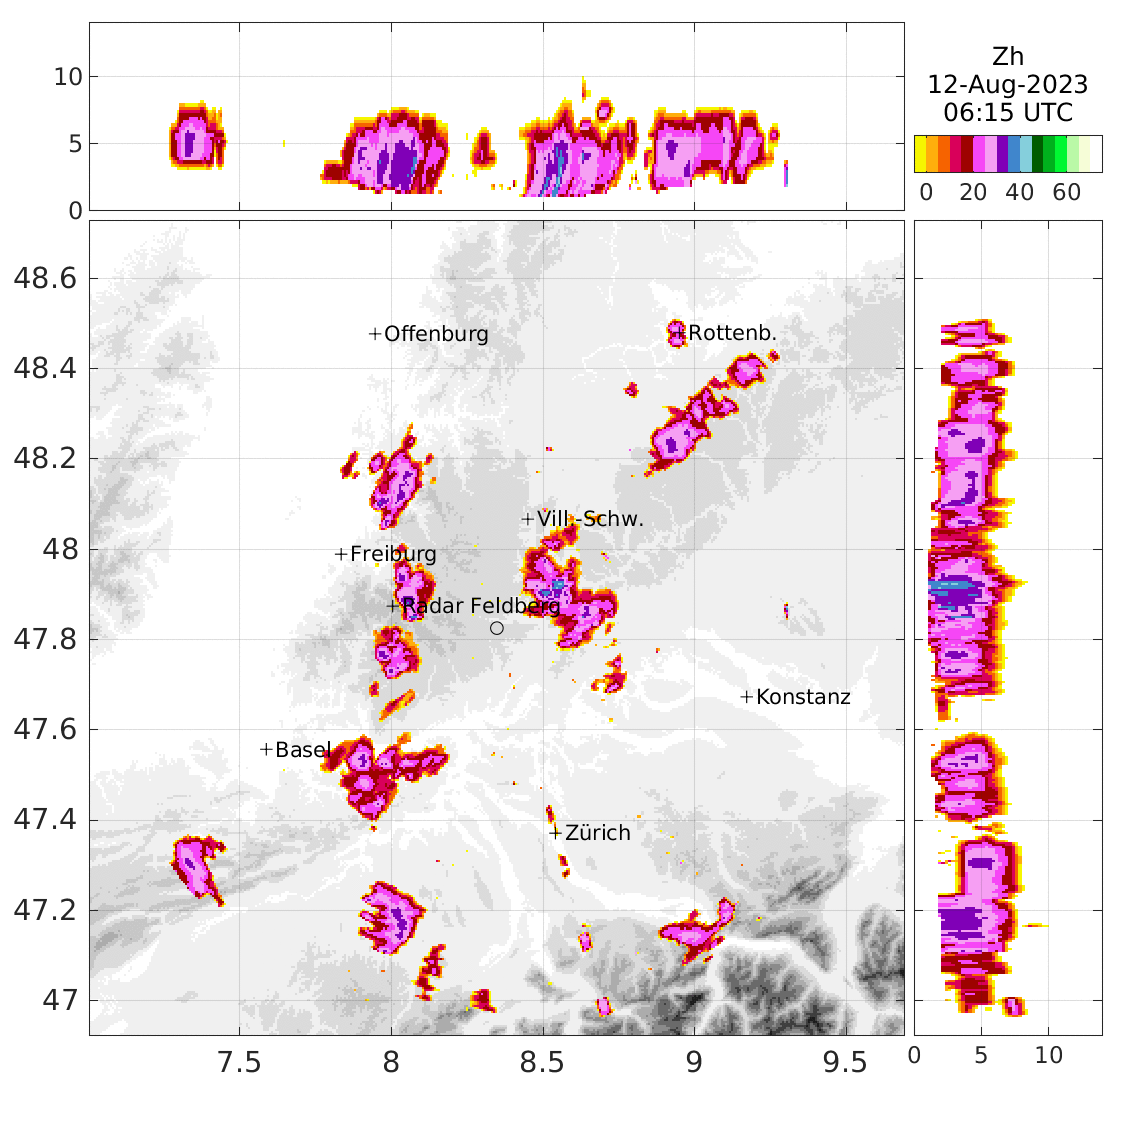 10
5
0
Zh
12-Aug-2023
06:15 UTC
0 20 40 60
48.6
48.4
48.2
48
47.8
47.6
47.4
47.2
47
Offenburg
Rottenb.
Vill.-Schw.
Freiburg
Radar Feldberg
Konstanz
Basel
Zürich
7.5 8 8.5 9 9.5
0 5 10